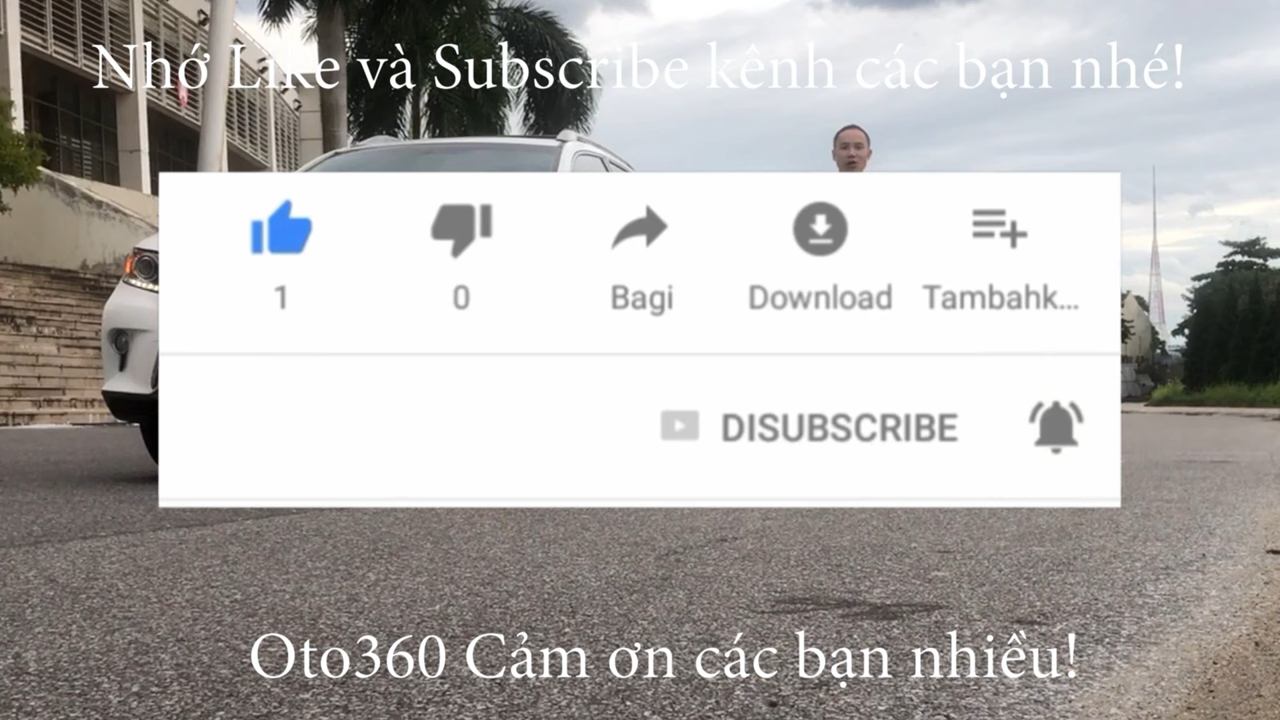 Nhớ Like và Subscribe kênh các bạn nhé!
1 0 Bagi Download Tambahk...
DISUBSCRIBE
Oto360 Cảm ơn các bạn nhiều!